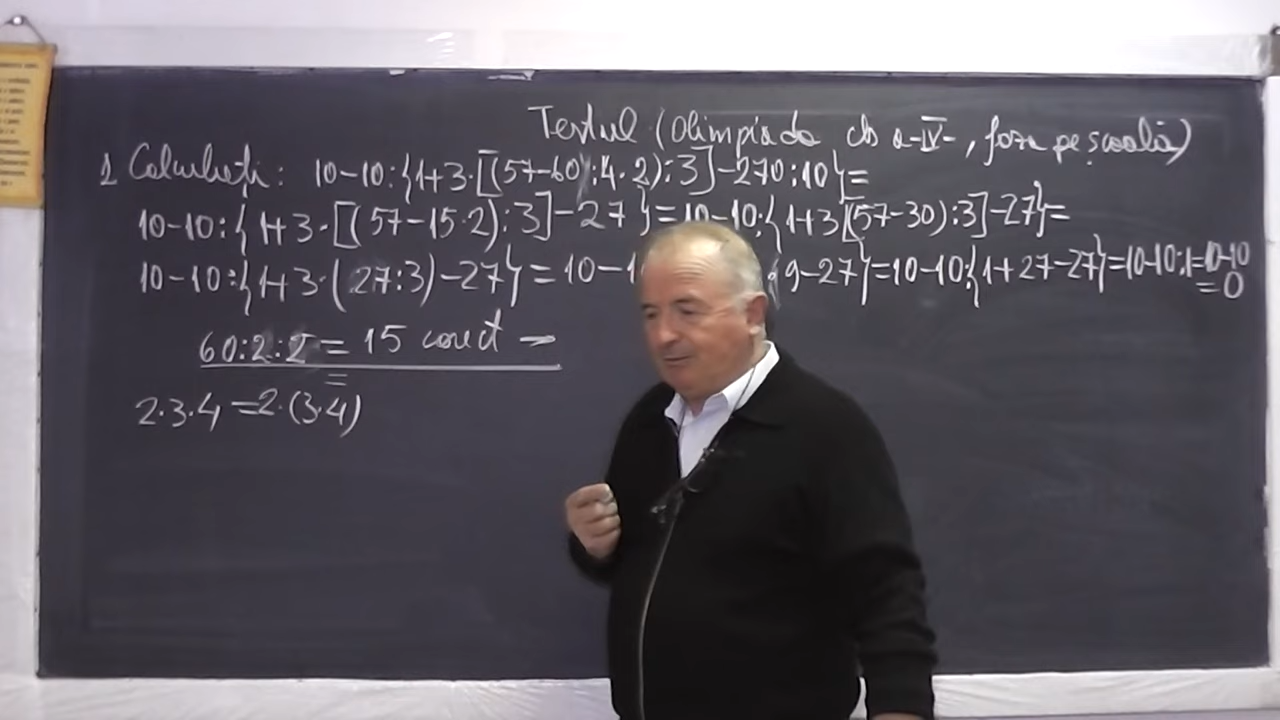 Textul (Olimpiada cls a-IV-, faza pe școală)
1 Calculați: 10-10:{1+3·[(57-60:4·2):3]-270:10}=
10-10:{1+3·[(57-15·2):3]-27}=10-10:{1+3[(57-30):3]-27}=
10-10:{1+3·(27:3)-27}=10-1 9-27}=10-10:{1+27-27}=10-10:1=10-10
=0
60:2:2=15 corect
=
2·3·4=2·(3·4)